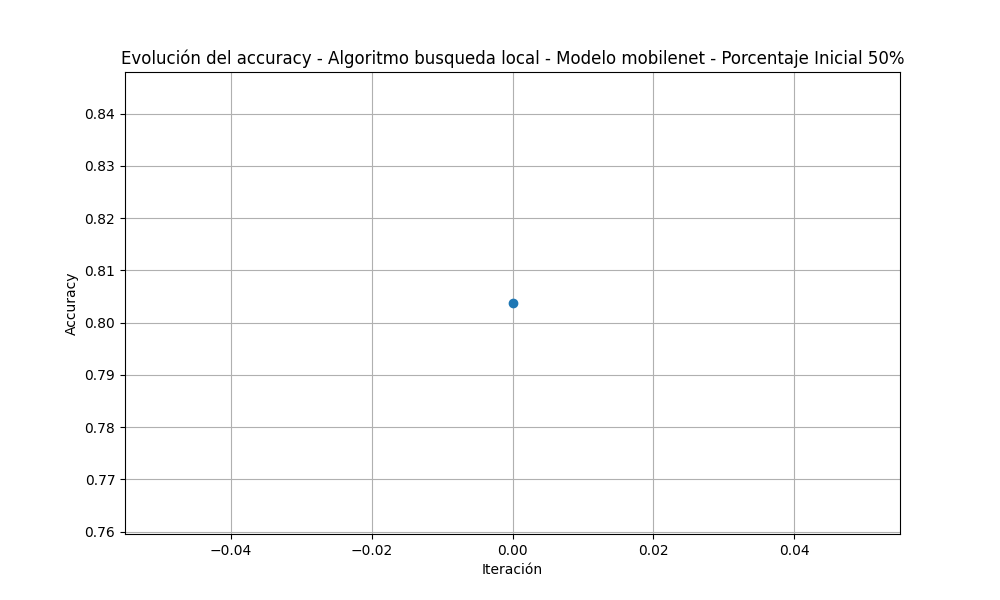 Evolución del accuracy - Algoritmo busqueda local - Modelo mobilenet - Porcentaje Inicial 50%
0.84
0.83
0.82
0.81
0.80
0.79
0.78
0.77
0.76
Accuracy
−0.04 −0.02 0.00 0.02 0.04
Iteración